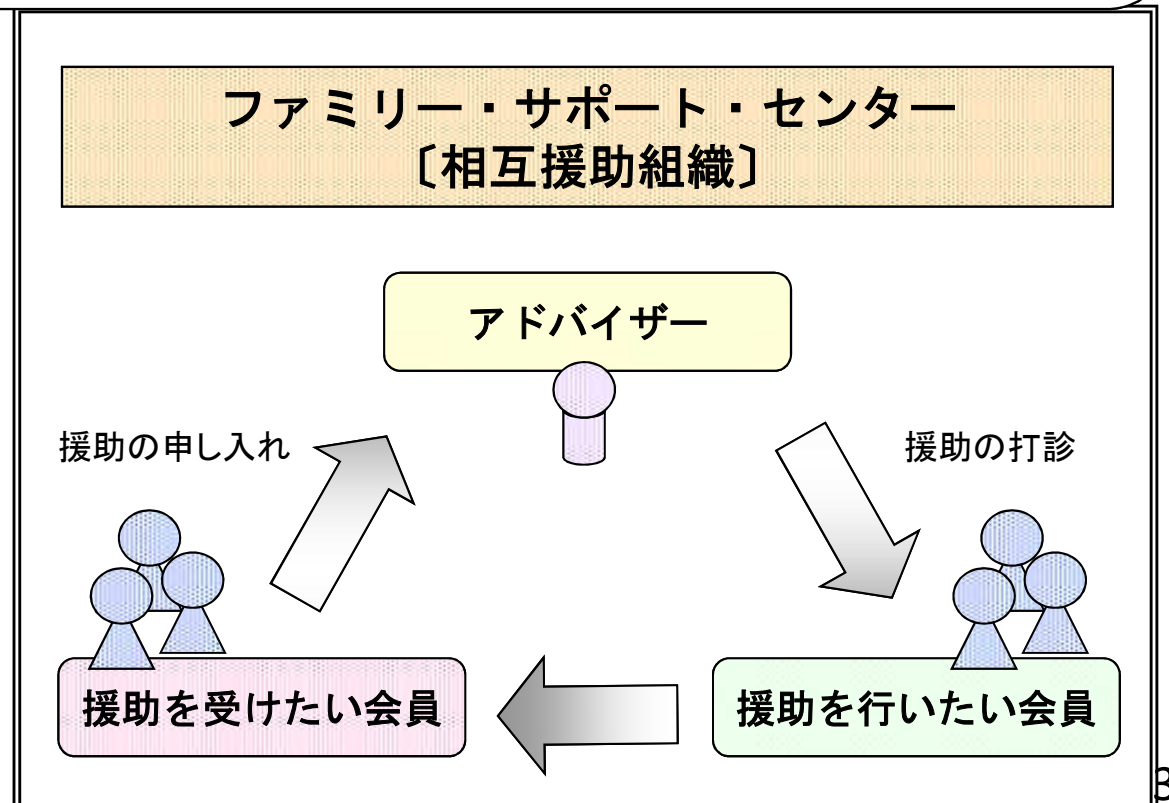 ファミリー・サポート・センター
〔相互援助組織〕
アドバイザー
援助の申し入れ
援助の打診
援助を受けたい会員
援助を行いたい会員